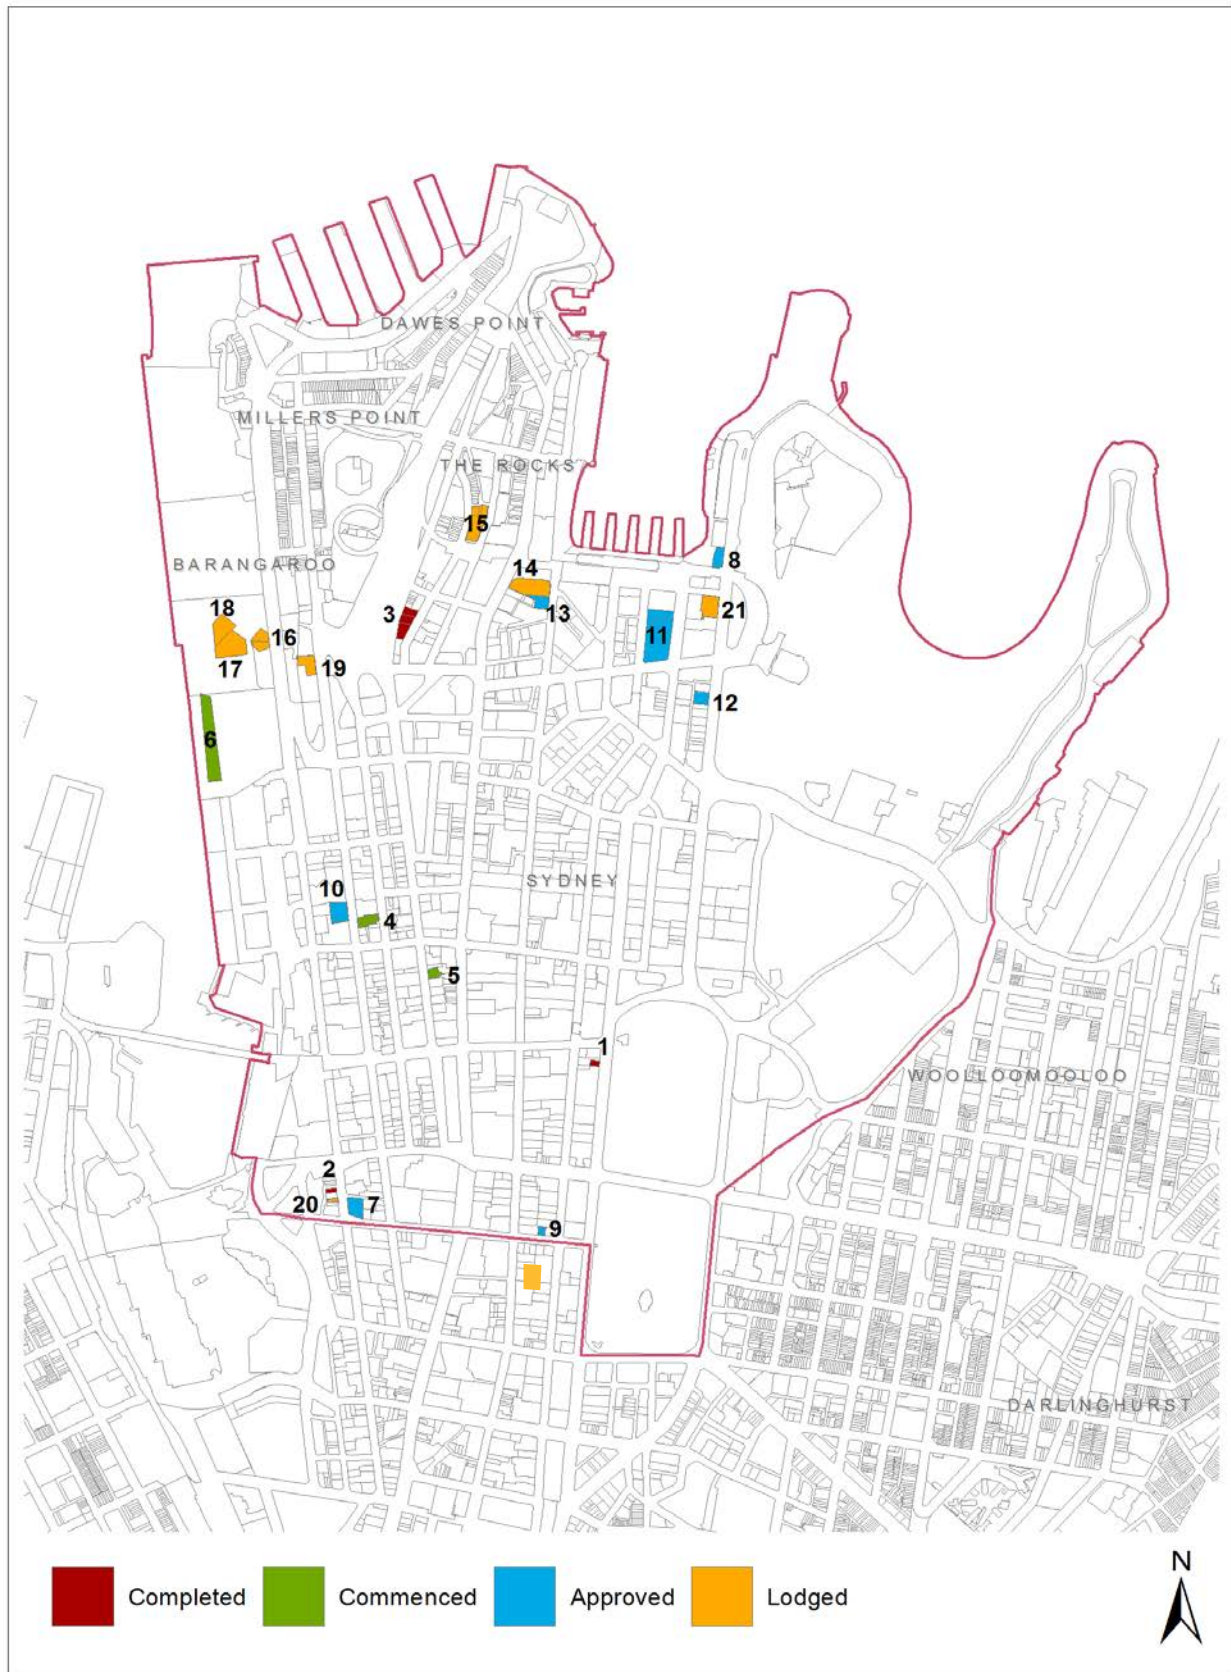 DAWES POINT
MILLERS POINT
THE ROCKS
15
BARANGAROO
8
14
18
3
13
21
16
11
17
19
12
6
SYDNEY
10
4
5
1
WOOLLOOMOOLOO
2
20
7
9
DARLINGHURST
N
Completed
Commenced
Approved
Lodged